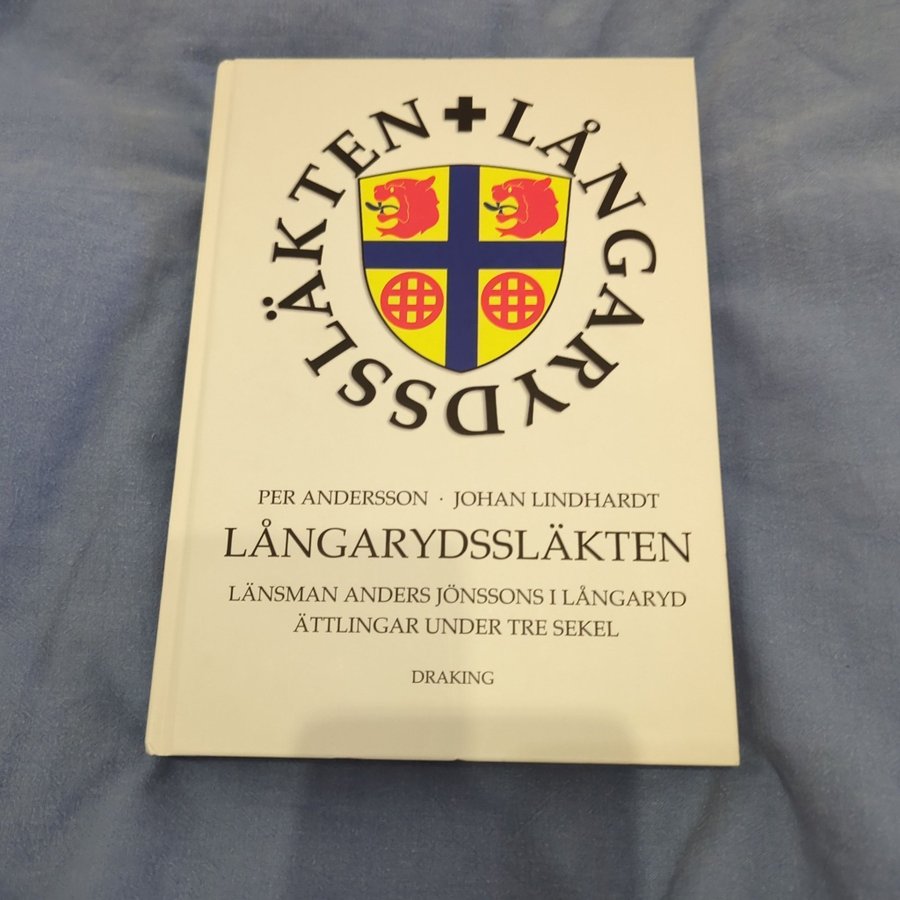 LÅNGARYDSSLÄKTEN
PER ANDERSSON · JOHAN LINDHARDT
LÅNGARYDSSLÄKTEN
LÄNSMAN ANDERS JÖNSSONS I LÅNGARYD
ÄTTLINGAR UNDER TRE SEKEL
DRAKING